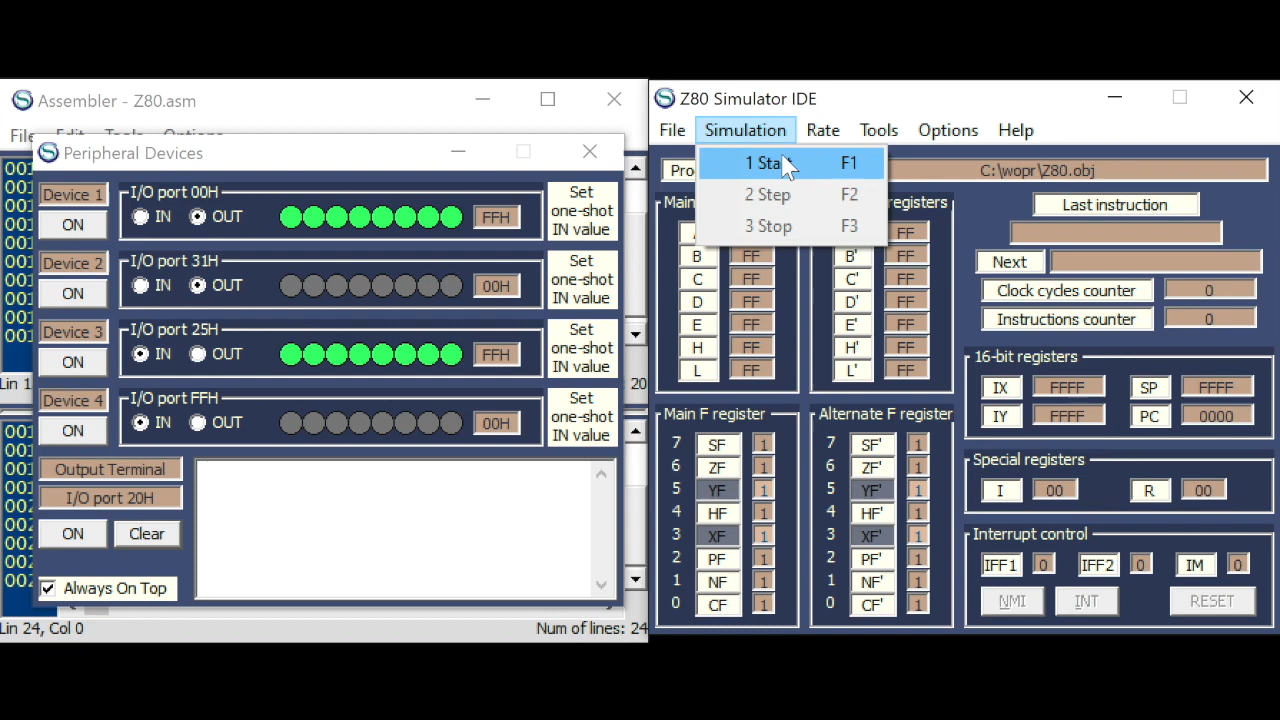 Assembler - Z80.asm
Peripheral Devices
Device 1
ON
I/O port 00H
IN OUT FFH
Set
one-shot
IN value
Device 2
ON
I/O port 31H
IN OUT 00H
Set
one-shot
IN value
Device 3
ON
I/O port 25H
IN OUT FFH
Set
one-shot
IN value
Device 4
ON
I/O port FFH
IN OUT 00H
Set
one-shot
IN value
Output Terminal
I/O port 20H
ON Clear
Always On Top
Lin 24, Col 0 Num of lines: 24
Z80 Simulator IDE
File Simulation Rate Tools Options Help
1 Start F1
2 Step F2
3 Stop F3
C:\wopr\Z80.obj
Main
registers
FF
B FF B' FF
C FF C' FF
D FF D' FF
E FF E' FF
H FF H' FF
L FF L' FF
Last instruction
Next
Clock cycles counter 0
Instructions counter 0
16-bit registers
IX FFFF SP FFFF
IY FFFF PC 0000
Main F register
7 SF 1
6 ZF 1
5 YF 1
4 HF 1
3 XF 1
2 PF 1
1 NF 1
0 CF 1
Alternate F register
7 SF' 1
6 ZF' 1
5 YF' 1
4 HF' 1
3 XF' 1
2 PF' 1
1 NF' 1
0 CF' 1
Special registers
I 00 R 00
Interrupt control
IFF1 0 IFF2 0 IM 0
NMI INT RESET